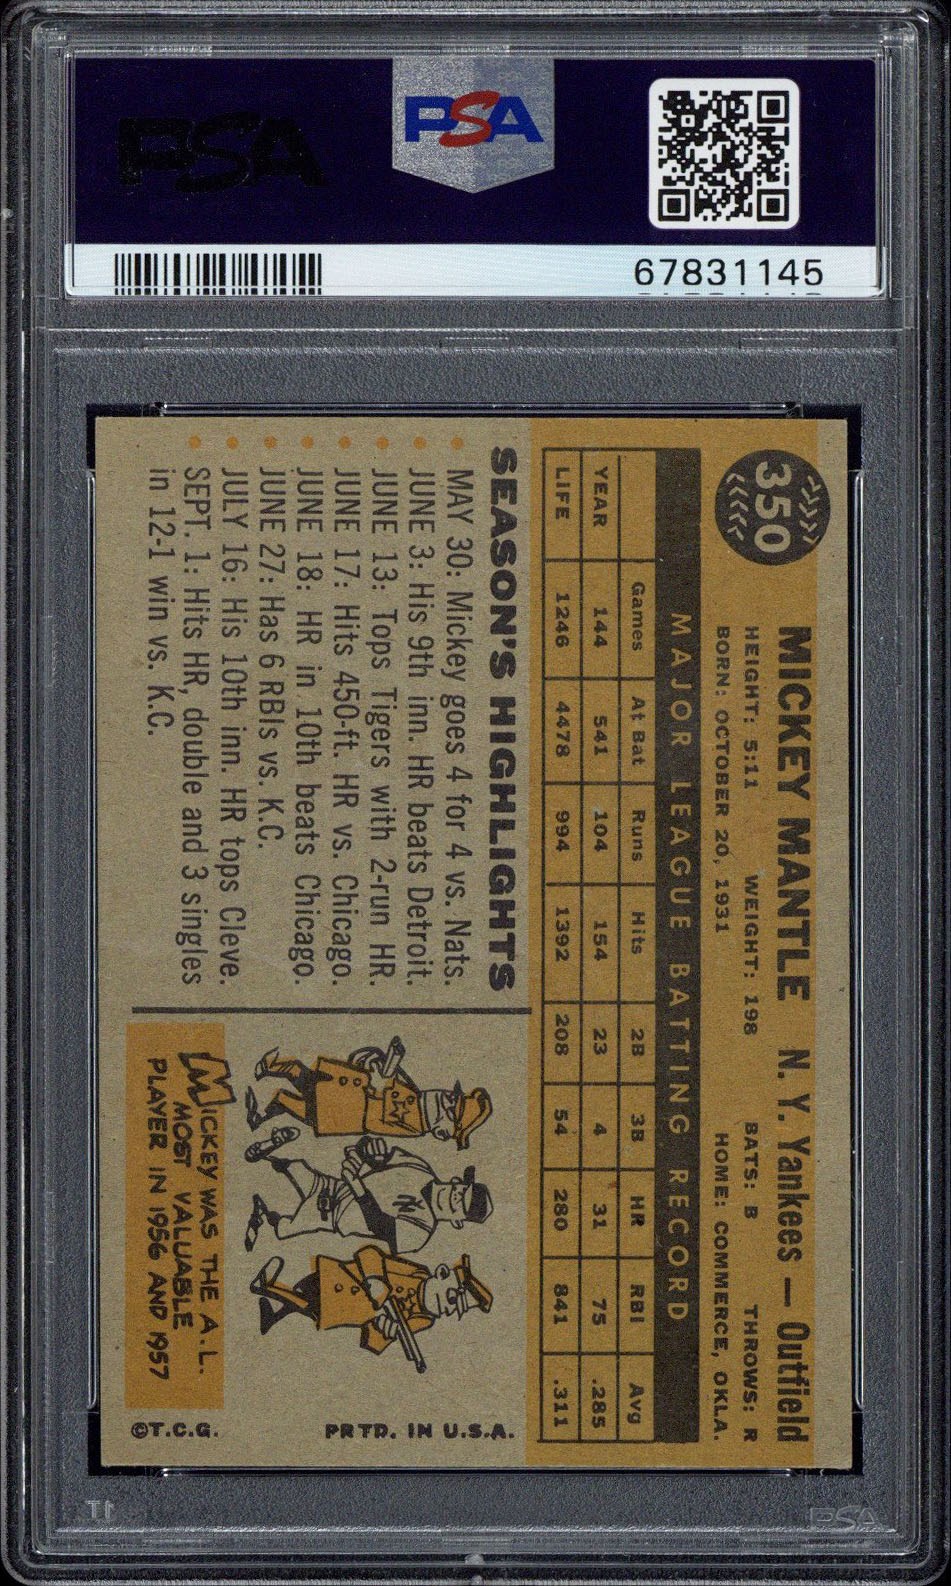 PSA
PSA
67831145
350
MICKEY MANTLE N. Y. Yankees — Outfield
HEIGHT: 5:11 WEIGHT: 198 BATS: B THROWS: R
BORN: OCTOBER 20, 1931 HOME: COMMERCE, OKLA.
MAJOR LEAGUE BATTING RECORD
Games At Bat Runs Hits 2B 3B HR RBI Avg
YEAR 144 541 104 154 23 4 31 75 .285
LIFE 1246 4478 994 1392 208 54 280 841 .311
SEASON'S HIGHLIGHTS
• MAY 30: Mickey goes 4 for 4 vs. Nats.
• JUNE 3: His 9th inn. HR beats Detroit.
• JUNE 13: Tops Tigers with 2-run HR.
• JUNE 17: Hits 450-ft. HR vs. Chicago.
• JUNE 18: HR in 10th beats Chicago.
• JUNE 27: Has 6 RBIs vs. K.C.
• JULY 16: His 10th inn. HR tops Cleve.
• SEPT. 1: Hits HR, double and 3 singles
in 12-1 win vs. K.C.
NY
MICKEY WAS THE A.L.
MOST VALUABLE
PLAYER IN 1956 AND 1957
PRTD. IN U.S.A.
©T.C.G.
PSA